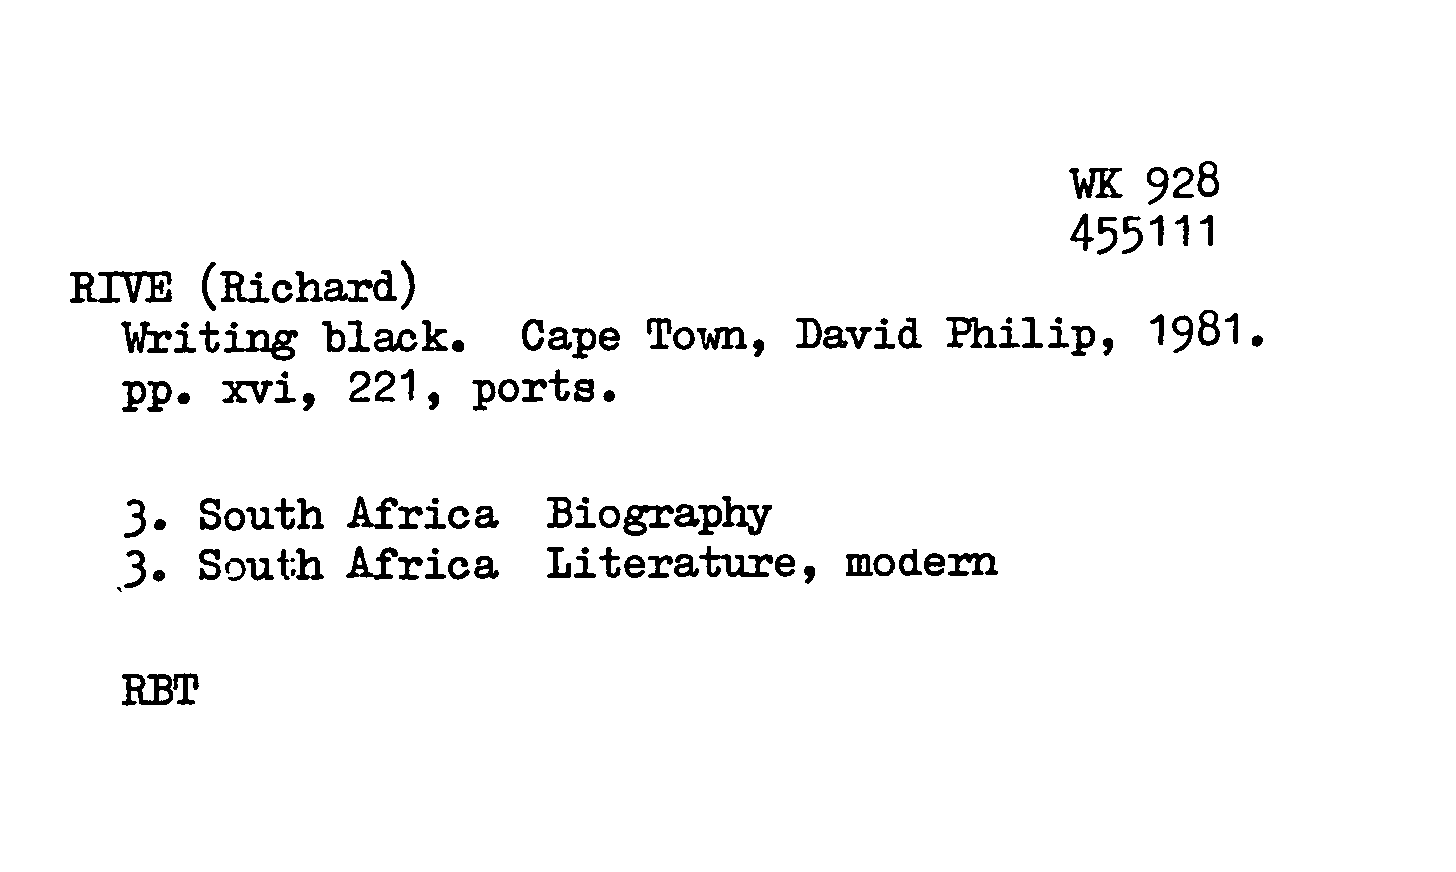 WK 928
455111
RIVE (Richard)
Writing black. Cape Town, David Philip, 1981.
pp. xvi, 221, ports.
3. South Africa Biography
3. South Africa Literature, modern
RBT